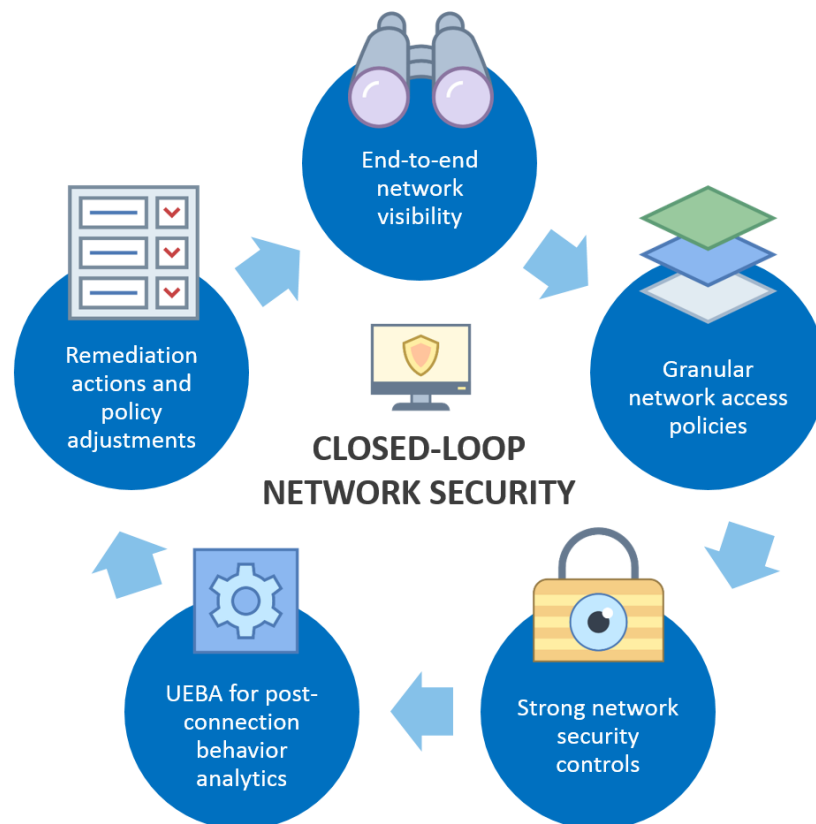 End-to-end
network
visibility
Granular
network access
policies
Strong network
security
controls
UEBA for post-
connection
behavior
analytics
Remediation
actions and
policy
adjustments
CLOSED-LOOP
NETWORK SECURITY